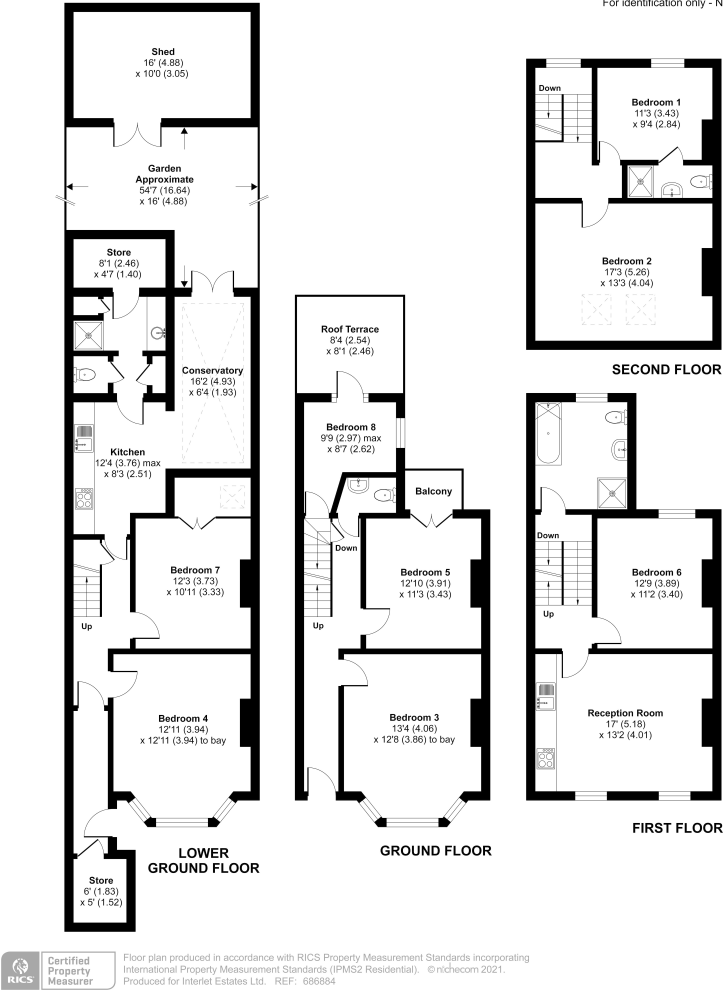 For identification only - N
Shed
16' (4.88)
x 10'0 (3.05)
Garden
Approximate
54'7 (16.64)
x 16' (4.88)
Store
8'1 (2.46)
x 4'7 (1.40)
Conservatory
16'2 (4.93)
x 6'4 (1.93)
Kitchen
12'4 (3.76) max
x 8'3 (2.51)
Bedroom 7
12'3 (3.73)
x 10'11 (3.33)
Up
Bedroom 4
12'11 (3.94)
x 12'11 (3.94) to bay
Store
6' (1.83)
x 5' (1.52)
LOWER
GROUND FLOOR
Roof Terrace
8'4 (2.54)
x 8'1 (2.46)
Bedroom 8
9'9 (2.97) max
x 8'7 (2.62)
Balcony
Down
Bedroom 5
12'10 (3.91)
x 11'3 (3.43)
Up
Bedroom 3
13'4 (4.06)
x 12'8 (3.86) to bay
GROUND FLOOR
Down
Bedroom 1
11'3 (3.43)
x 9'4 (2.84)
Bedroom 2
17'3 (5.26)
x 13'3 (4.04)
SECOND FLOOR
Down
Bedroom 6
12'9 (3.89)
x 11'2 (3.40)
Up
Reception Room
17' (5.18)
x 13'2 (4.01)
FIRST FLOOR
RICS
Certified
Property
Measurer
Floor plan produced in accordance with RICS Property Measurement Standards incorporating
International Property Measurement Standards (IPMS2 Residential). © nichecom 2021.
Produced for Interlet Estates Ltd. REF: 686884